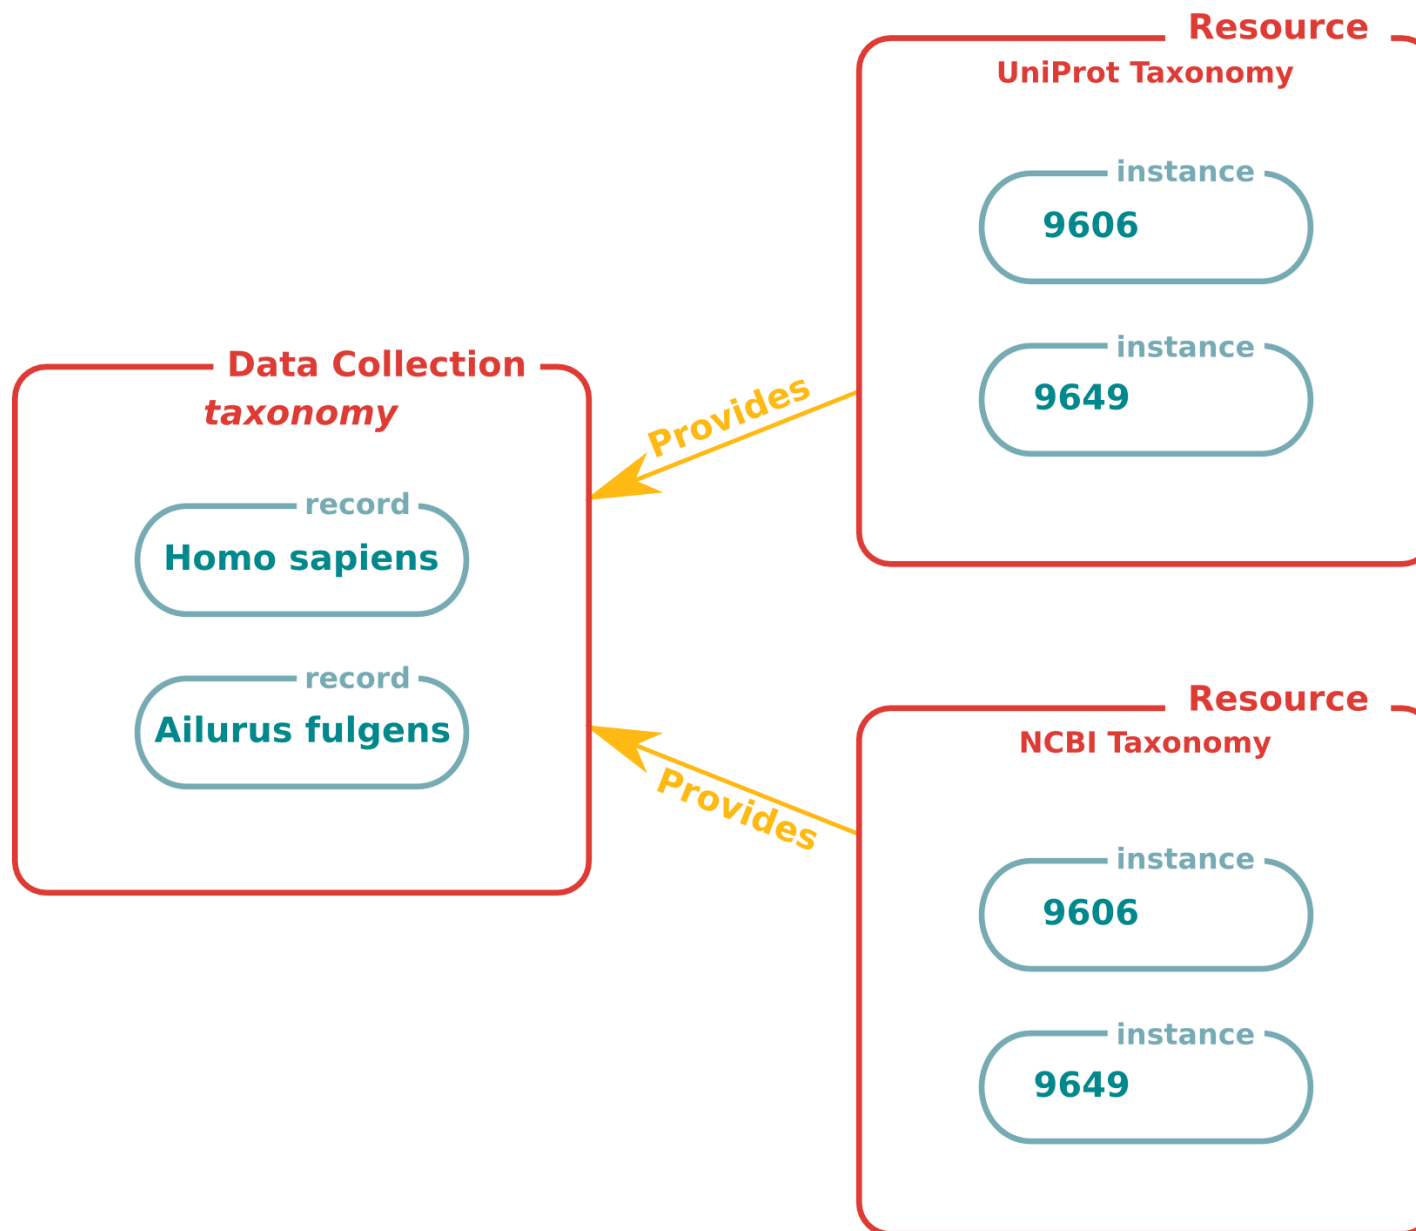 Data Collection
taxonomy
record
Homo sapiens
record
Ailurus fulgens
Provides
Provides
Resource
UniProt Taxonomy
instance
9606
instance
9649
Resource
NCBI Taxonomy
instance
9606
instance
9649